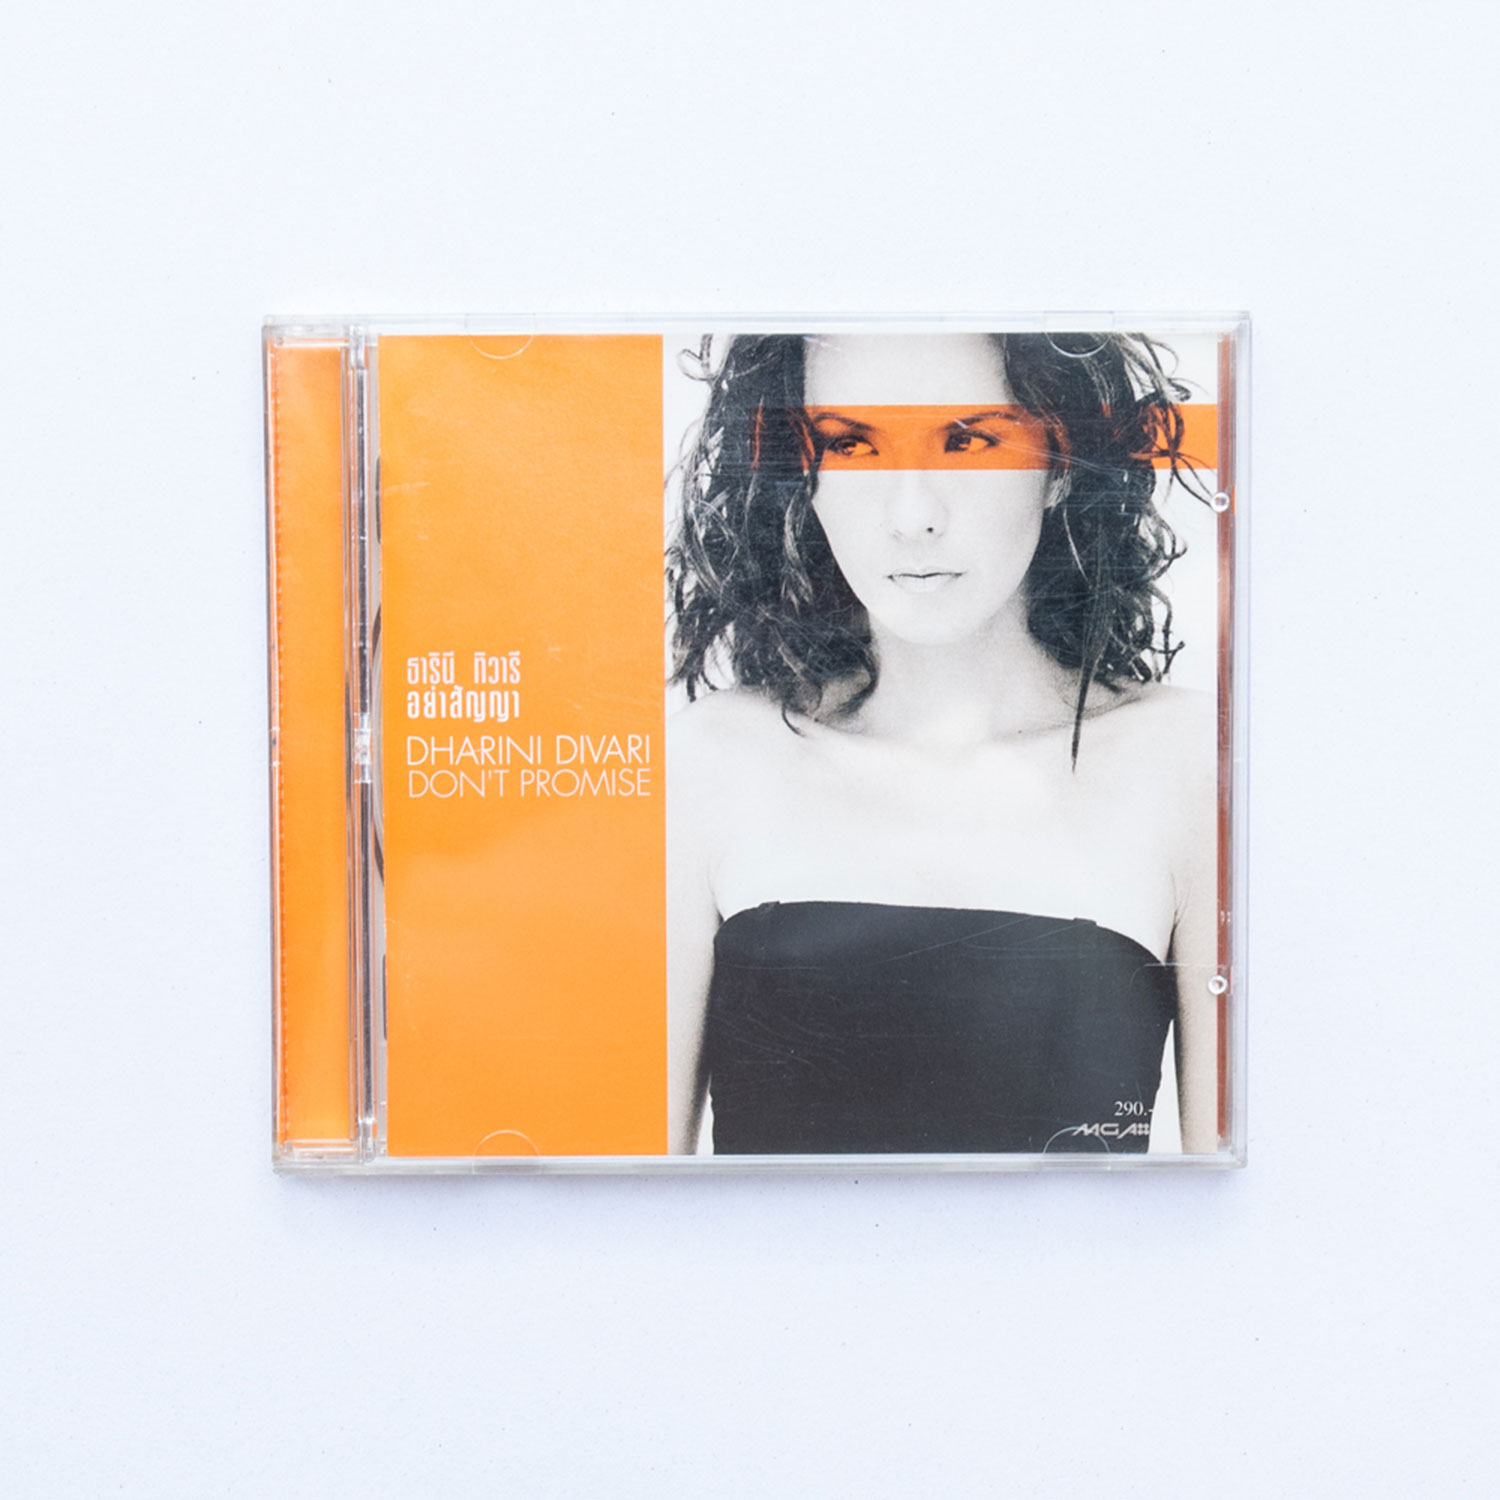 ธารินี ทิวารี
อย่าสัญญา
DHARINI DIVARI
DON'T PROMISE
290.-
MGA